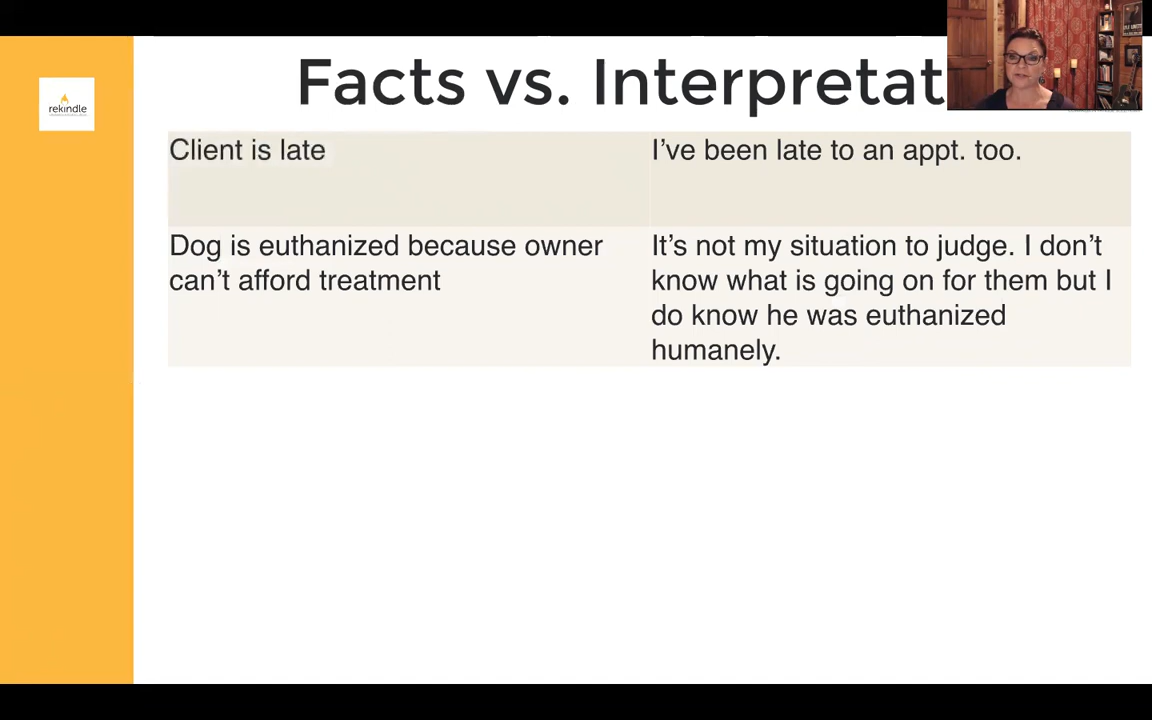 rekindle
Facts vs. Interpretat
Client is late
I've been late to an appt. too.
Dog is euthanized because owner
can't afford treatment
It's not my situation to judge. I don't
know what is going on for them but I
do know he was euthanized
humanely.